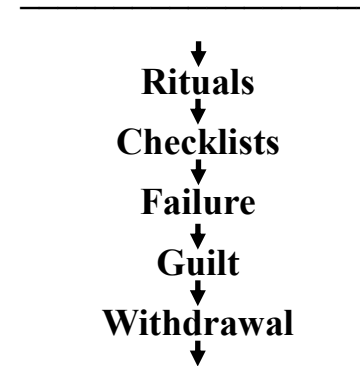 Rituals
Checklists
Failure
Guilt
Withdrawal